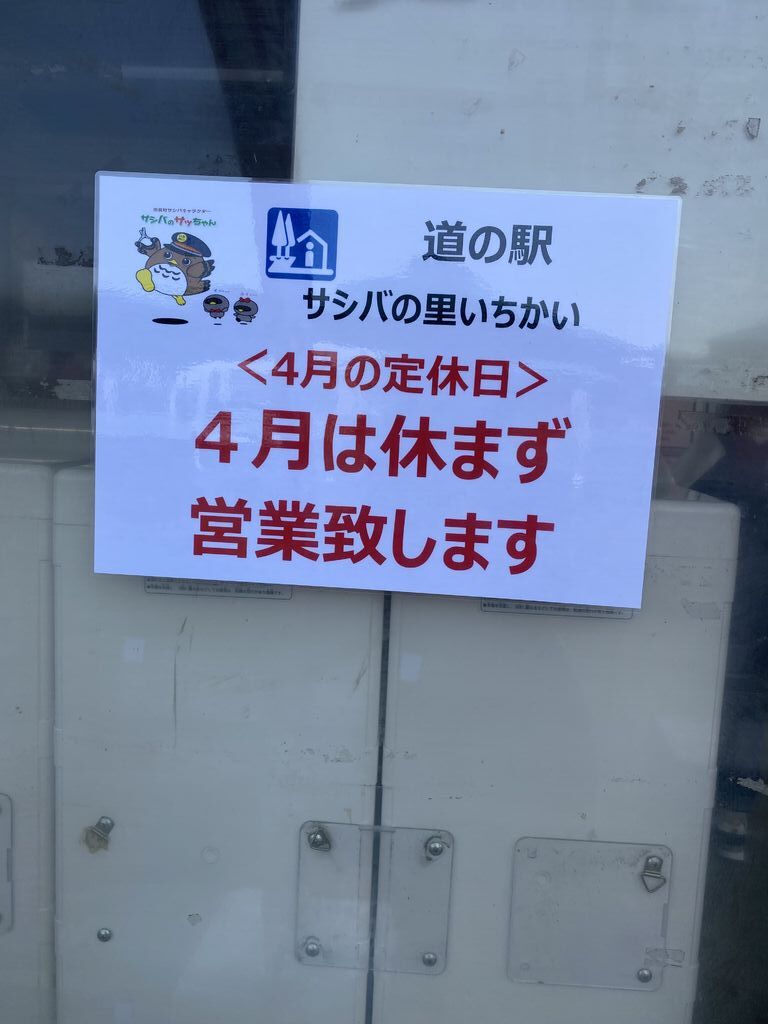 サシバのサッちゃん
道の駅
サシバの里いちかい
<4月の定休日>
4月は休まず
営業致します